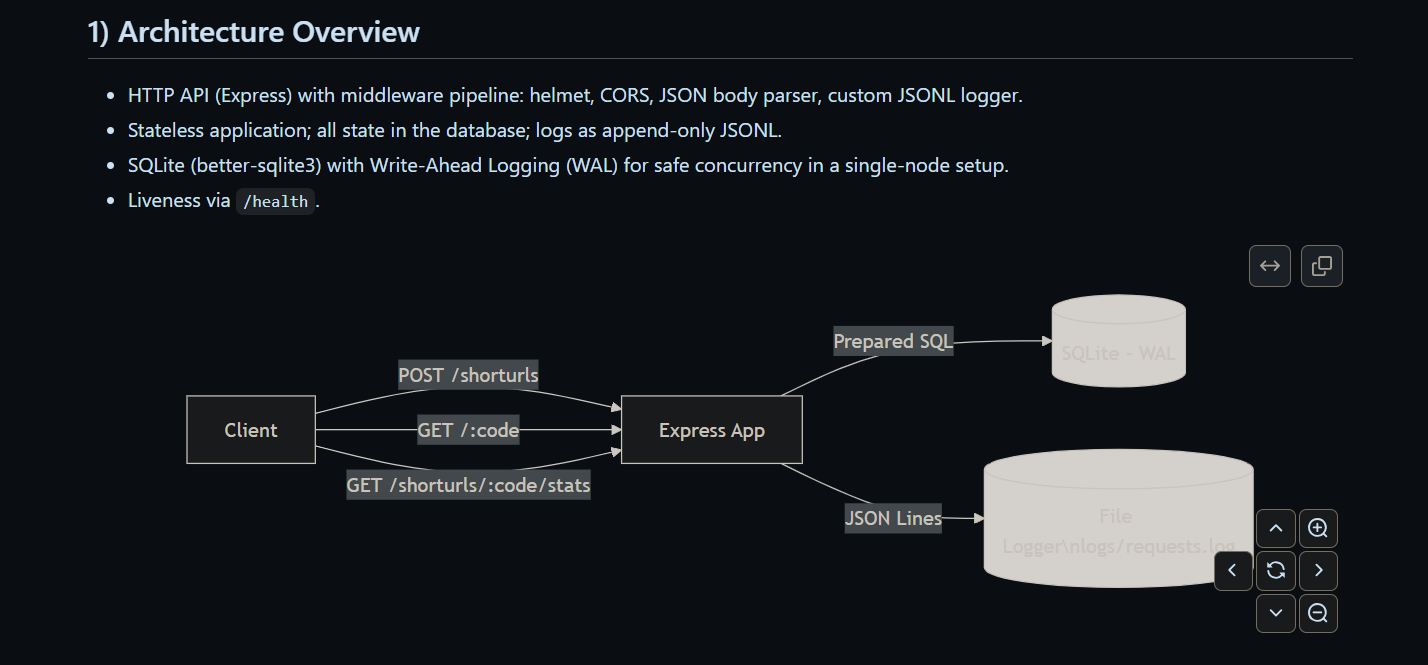 1) Architecture Overview
HTTP API (Express) with middleware pipeline: helmet, CORS, JSON body parser, custom JSONL logger.
Stateless application; all state in the database; logs as append-only JSONL.
SQLite (better-sqlite3) with Write-Ahead Logging (WAL) for safe concurrency in a single-node setup.
Liveness via /health.
Prepared SQL
SQLite - WAL
POST /shorturls
Client
GET /:code
Express App
GET /shorturls/:code/stats
JSON Lines
File
Logger\nlogs/requests.log